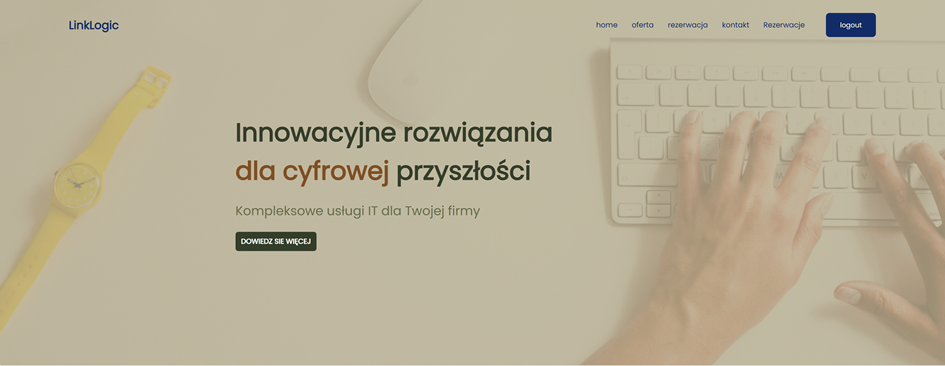 LinkLogic
home oferta rezerwacja kontakt Rezerwacje logout
Innowacyjne rozwiązania
dla cyfrowej przyszłości
Kompleksowe usługi IT dla Twojej firmy
DOWIEDZ SIE WIĘCEJ